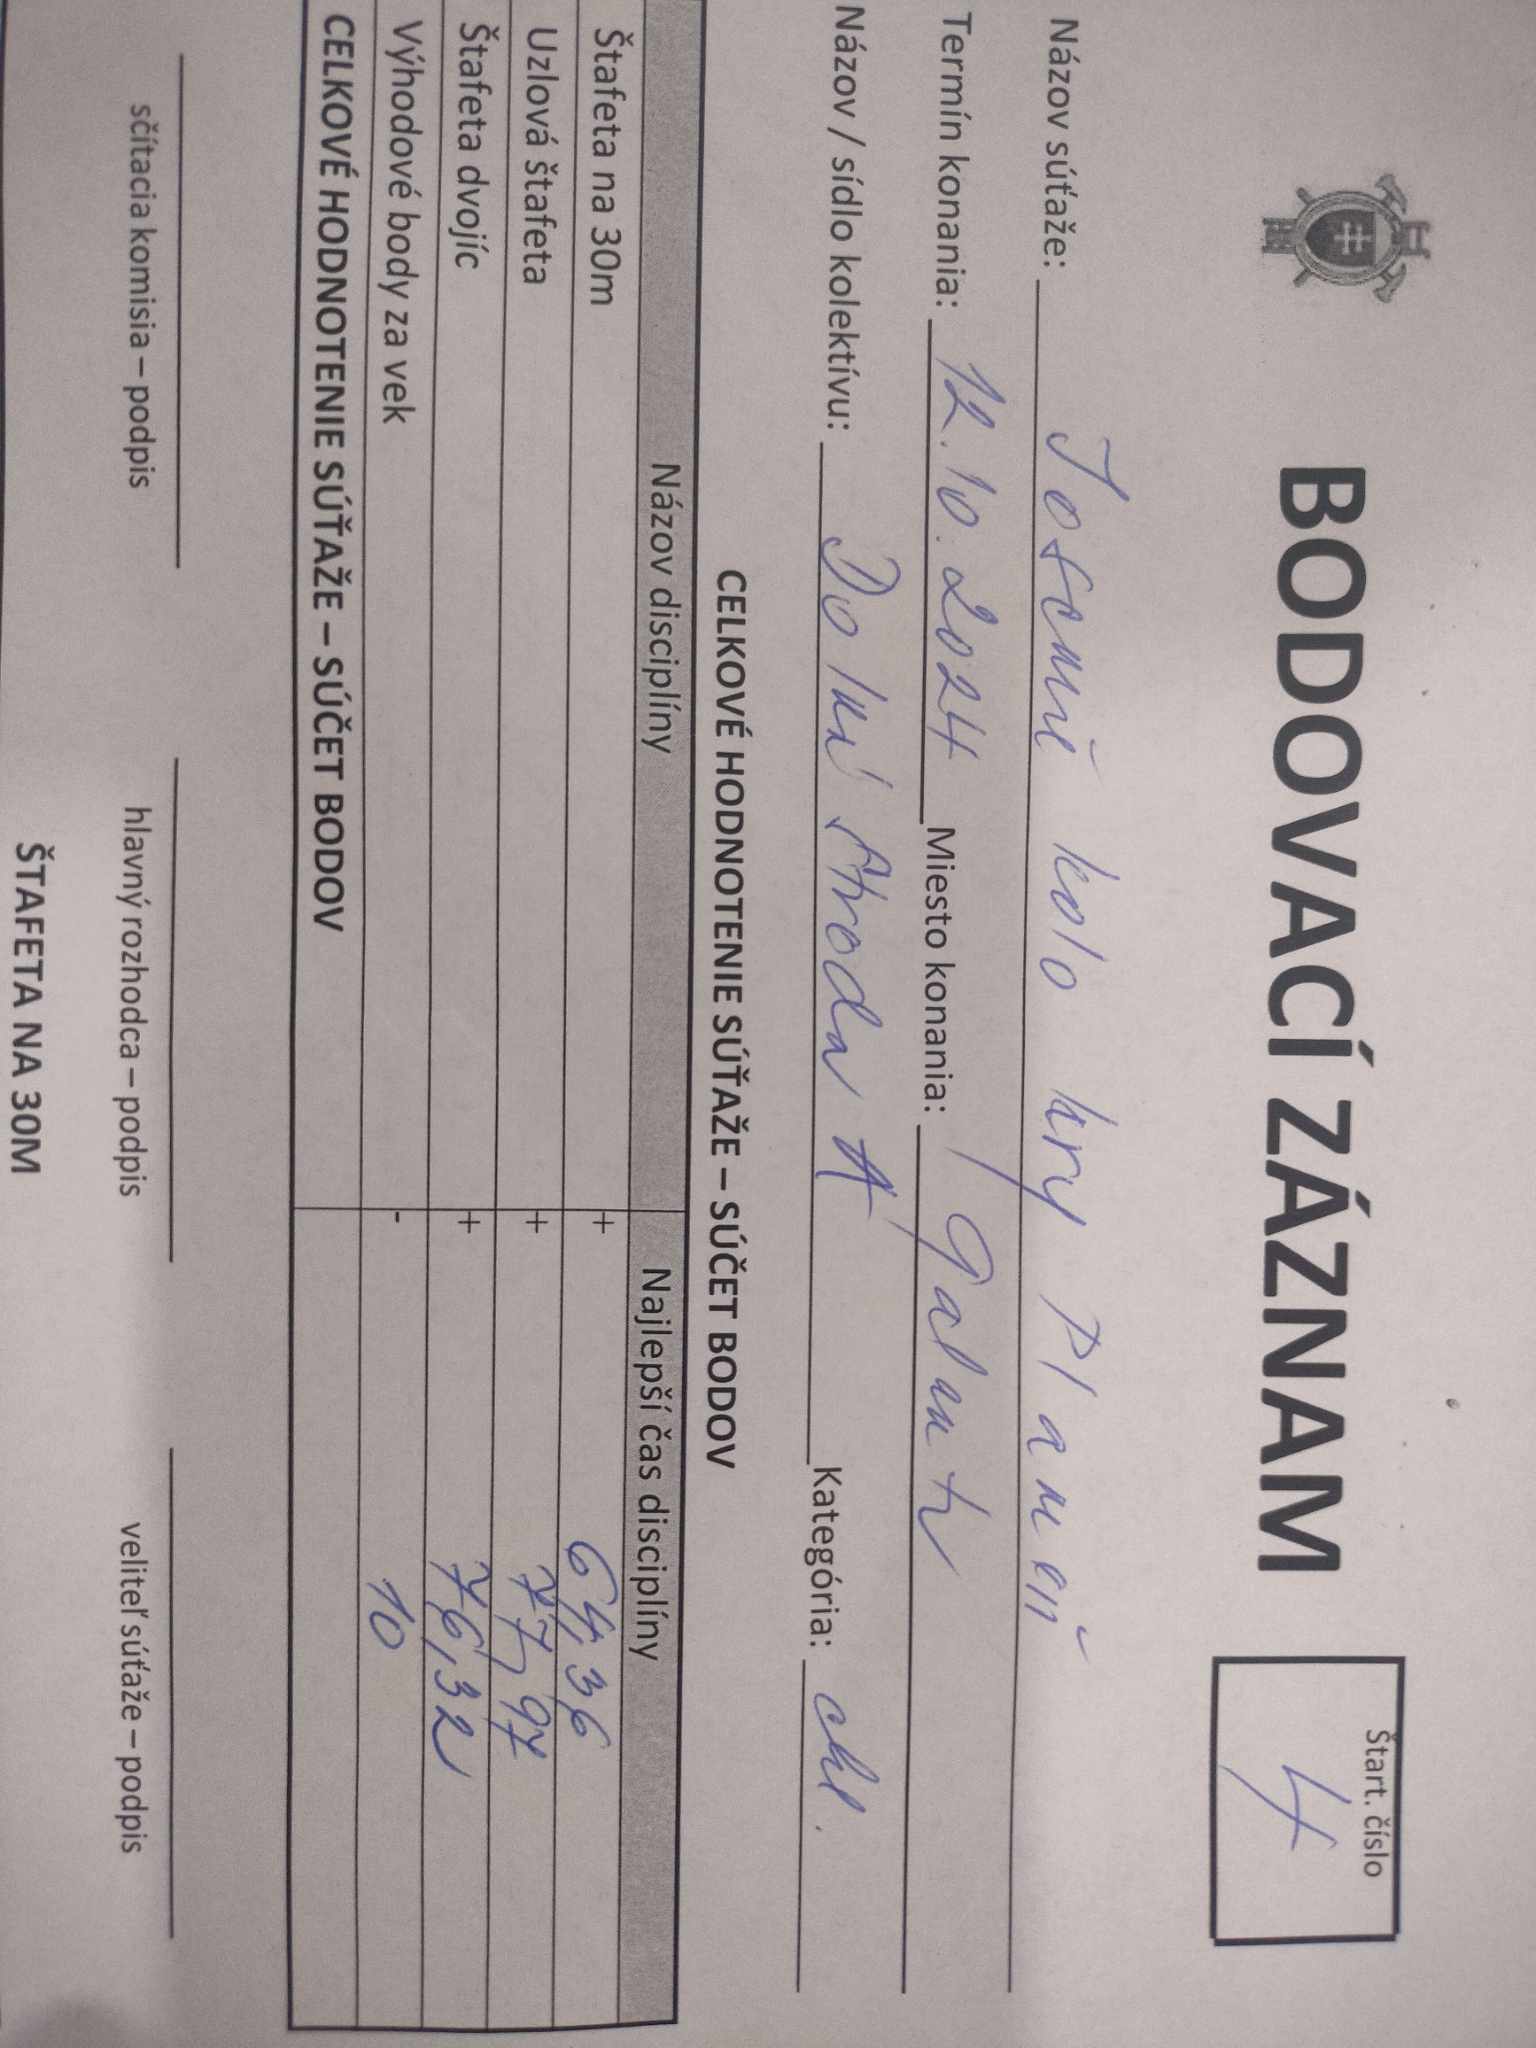 BODOVACÍ ZÁZNAM
Štart. číslo
4
Názov súťaže: Jesenné kolo hry Plameň
Termín konania: 12.10.2024 Miesto konania: Galanta
Názov / sídlo kolektívu: Dolná Streda A Kategória: CHL.
CELKOVÉ HODNOTENIE SÚŤAŽE – SÚČET BODOV
Názov disciplíny Najlepší čas disciplíny
Štafeta na 30m + 64,36
Uzlová štafeta + 77,97
Štafeta dvojíc + 76,32
Výhodové body za vek - 10
CELKOVÉ HODNOTENIE SÚŤAŽE – SÚČET BODOV
sčítacia komisia – podpis hlavný rozhodca – podpis veliteľ súťaže – podpis
ŠTAFETA NA 30M